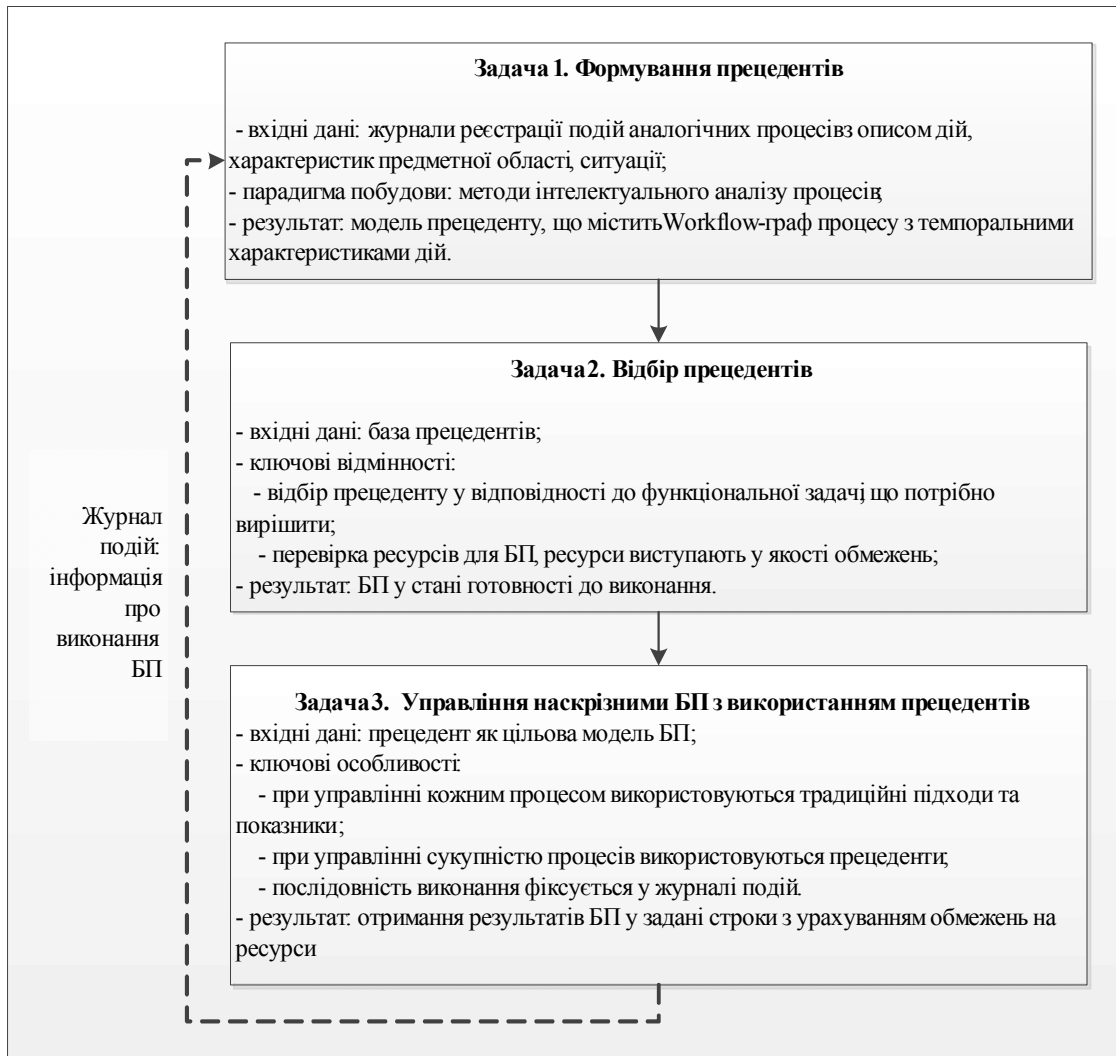 Задача 1. Формування прецедентів
- вхідні дані: журнали реєстрації подій аналогічних процесівз описом дій,
характеристик предметної області, ситуації;
- парадигма побудови: методи інтелектуального аналізу процесів;
- результат: модель прецеденту, що міститьWorkflow-граф процесу з темпоральними
характеристиками дій.
Задача 2. Відбір прецедентів
- вхідні дані: база прецедентів;
- ключові відмінності:
- відбір прецеденту у відповідності до функціональної задачі, що потрібно
вирішити;
- перевірка ресурсів для БП, ресурси виступають у якості обмежень;
- результат: БП у стані готовності до виконання.
Журнал
подій:
інформація
про
виконання
БП
Задача 3. Управління наскрізними БП з використанням прецедентів
- вхідні дані: прецедент як цільова модель БП;
- ключові особливості:
- при управлінні кожним процесом використовуються традиційні підходи та
показники;
- при управлінні сукупністю процесів використовуються прецеденти;
- послідовність виконання фіксується у журналі подій.
- результат: отримання результатів БП у задані строки з урахуванням обмежень на
ресурси